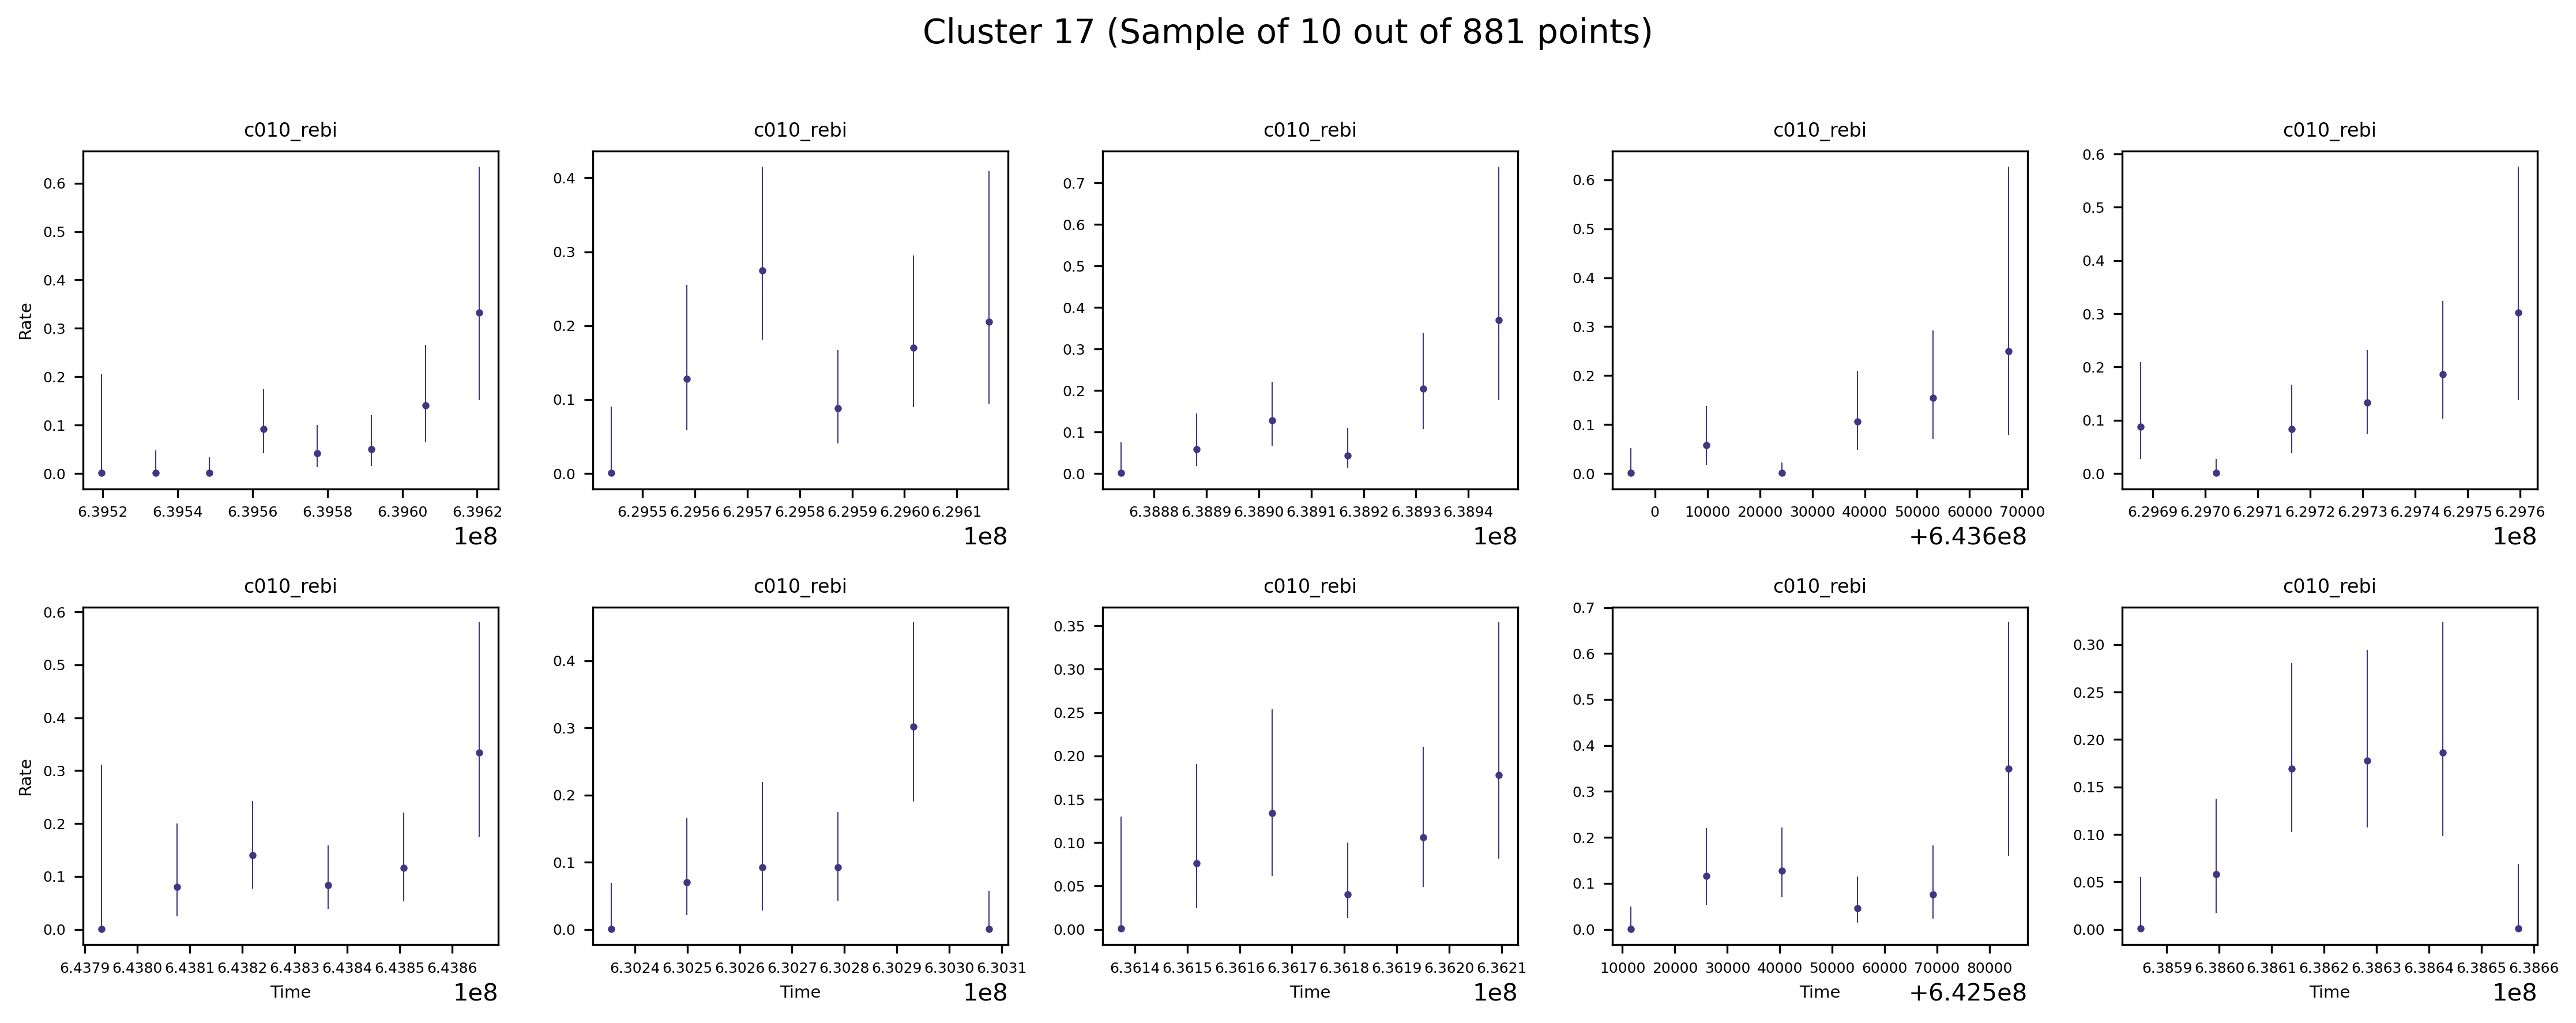 Cluster 17 (Sample of 10 out of 881 points)
c010_rebi c010_rebi c010_rebi c010_rebi c010_rebi
Rate
0.6
0.5
0.4
0.3
0.2
0.1
0.0
6.3952 6.3954 6.3956 6.3958 6.3960 6.3962
1e8
0.4
0.3
0.2
0.1
0.0
6.2955 6.2956 6.2957 6.2958 6.2959 6.2960 6.2961
1e8
0.7
0.6
0.5
0.4
0.3
0.2
0.1
0.0
6.3888 6.3889 6.3890 6.3891 6.3892 6.3893 6.3894
1e8
0.6
0.5
0.4
0.3
0.2
0.1
0.0
0 10000 20000 30000 40000 50000 60000 70000
+6.436e8
0.6
0.5
0.4
0.3
0.2
0.1
0.0
6.2969 6.2970 6.2971 6.2972 6.2973 6.2974 6.2975 6.2976
1e8
c010_rebi c010_rebi c010_rebi c010_rebi c010_rebi
Rate
0.6
0.5
0.4
0.3
0.2
0.1
0.0
6.4379 6.4380 6.4381 6.4382 6.4383 6.4384 6.4385 6.4386
Time
1e8
0.4
0.3
0.2
0.1
0.0
6.3024 6.3025 6.3026 6.3027 6.3028 6.3029 6.3030 6.3031
Time
1e8
0.35
0.30
0.25
0.20
0.15
0.10
0.05
0.00
6.3614 6.3615 6.3616 6.3617 6.3618 6.3619 6.3620 6.3621
Time
1e8
0.7
0.6
0.5
0.4
0.3
0.2
0.1
0.0
10000 20000 30000 40000 50000 60000 70000 80000
Time
+6.425e8
0.30
0.25
0.20
0.15
0.10
0.05
0.00
6.3859 6.3860 6.3861 6.3862 6.3863 6.3864 6.3865 6.3866
Time
1e8